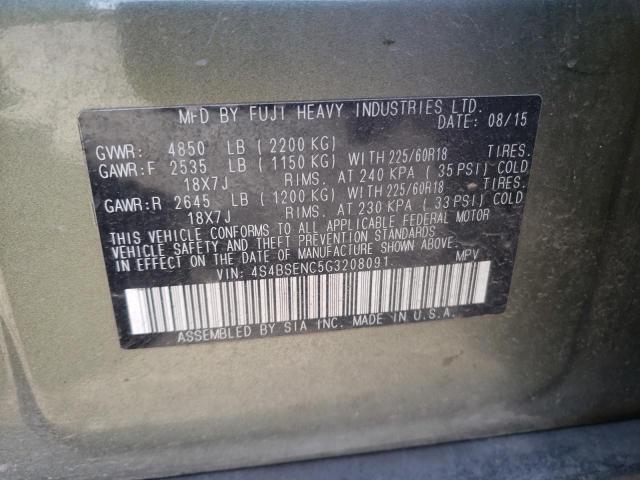 MFD BY FUJI HEAVY INDUSTRIES LTD.
DATE: 08/15
GVWR: 4850 LB (2200 KG)
GAWR:F 2535 LB (1150 KG) WITH 225/60R18 TIRES.
18X7J RIMS. AT 240 KPA (35 PSI) COLD
GAWR:R 2645 LB (1200 KG) WITH 225/60R18 TIRES.
18X7J RIMS. AT 230 KPA (33 PSI) COLD
THIS VEHICLE CONFORMS TO ALL APPLICABLE FEDERAL MOTOR
VEHICLE SAFETY AND BUMPER STANDARDS
IN EFFECT ON THE DATE OF MANUFACTURE SHOWN ABOVE.
VIN: 4S4BSENC5G3208091 MPV
ASSEMBLED BY SIA INC. MADE IN U.S.A.